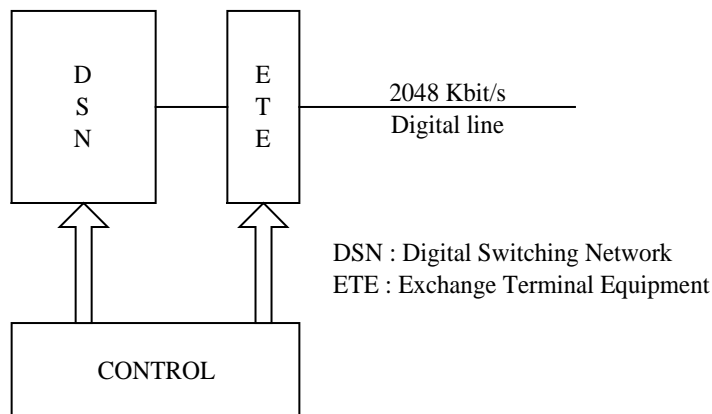 D
S
N
E
T
E
2048 Kbit/s
Digital line
DSN : Digital Switching Network
ETE : Exchange Terminal Equipment
CONTROL